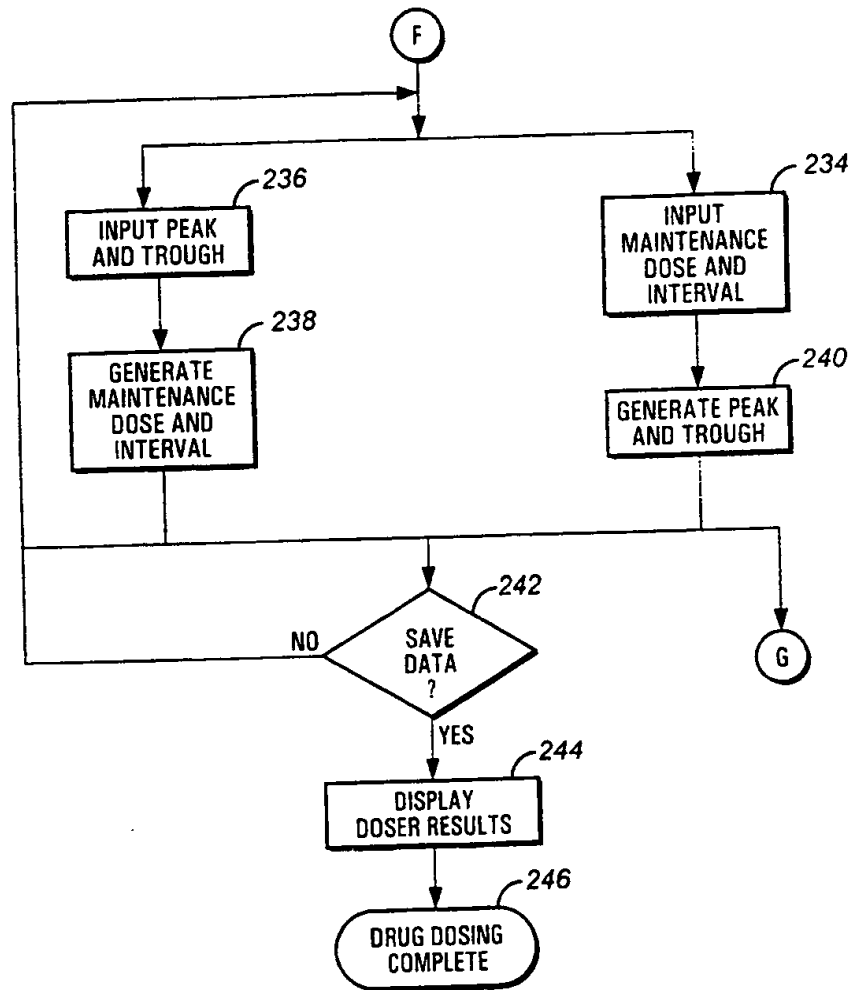 F
236
INPUT PEAK
AND TROUGH
234
INPUT
MAINTENANCE
DOSE AND
INTERVAL
238
GENERATE
MAINTENANCE
DOSE AND
INTERVAL
240
GENERATE PEAK
AND TROUGH
242
SAVE
DATA
?
NO
G
YES
244
DISPLAY
DOSER RESULTS
246
DRUG DOSING
COMPLETE